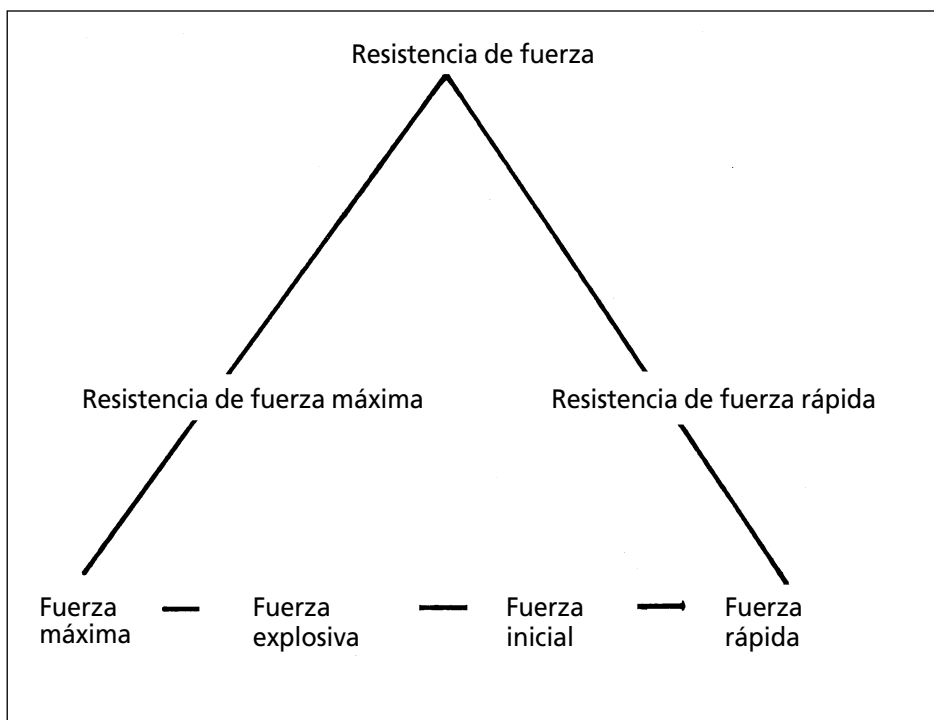 Resistencia de fuerza
Resistencia de fuerza máxima
Resistencia de fuerza rápida
Fuerza máxima
Fuerza explosiva
Fuerza inicial
Fuerza rápida